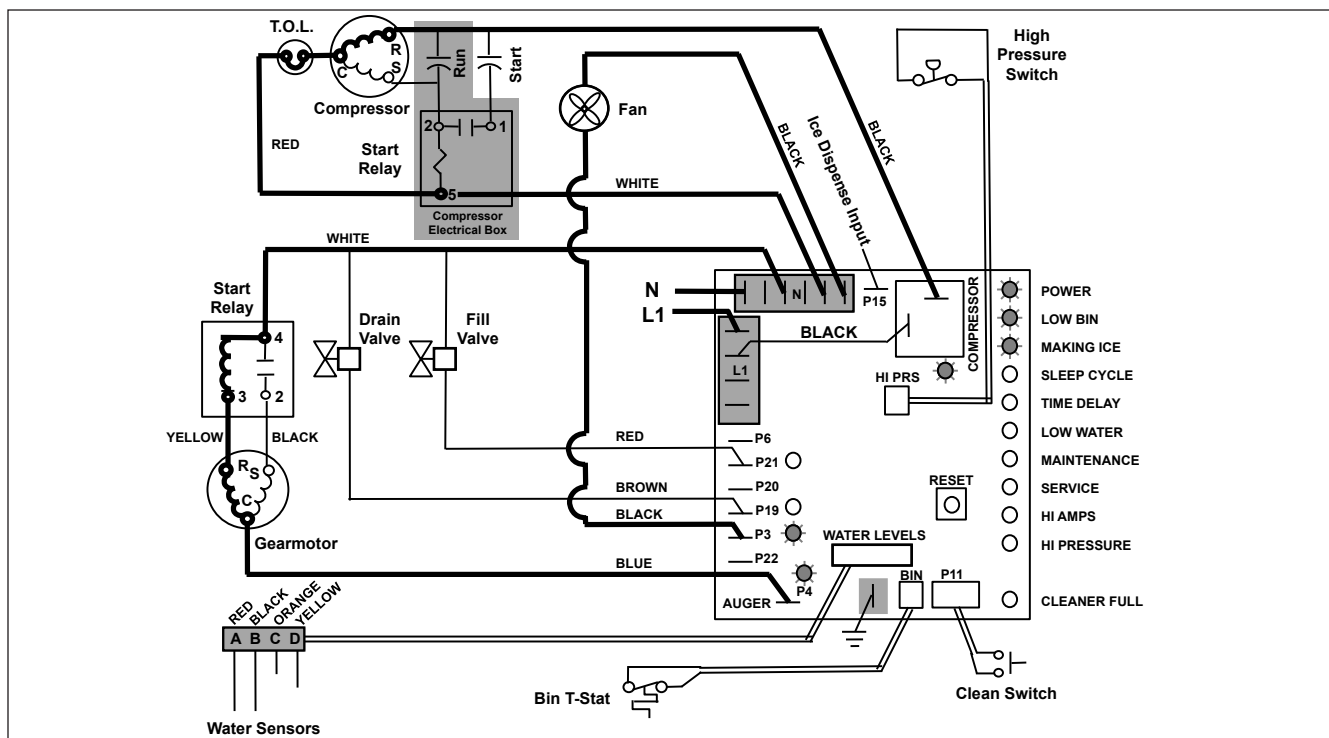 T.O.L.
R
C
S
Compressor
Run
Start
2
1
Start
Relay
5
Compressor
Electrical Box
RED
WHITE
Fan
BLACK
Ice Dispense Input
BLACK
High
Pressure
Switch
WHITE
Start
Relay
4
3
2
YELLOW
BLACK
R
S
C
Gearmotor
Drain
Valve
Fill
Valve
N
L1
N
L1
P15
BLACK
COMPRESSOR
HI PRS
RED
BROWN
BLACK
BLUE
P6
P21
P20
P19
P3
P22
P4
AUGER
WATER LEVELS
BIN
P11
RESET
POWER
LOW BIN
MAKING ICE
SLEEP CYCLE
TIME DELAY
LOW WATER
MAINTENANCE
SERVICE
HI AMPS
HI PRESSURE
CLEANER FULL
RED
BLACK
ORANGE
YELLOW
A B C D
Water Sensors
Bin T-Stat
Clean Switch